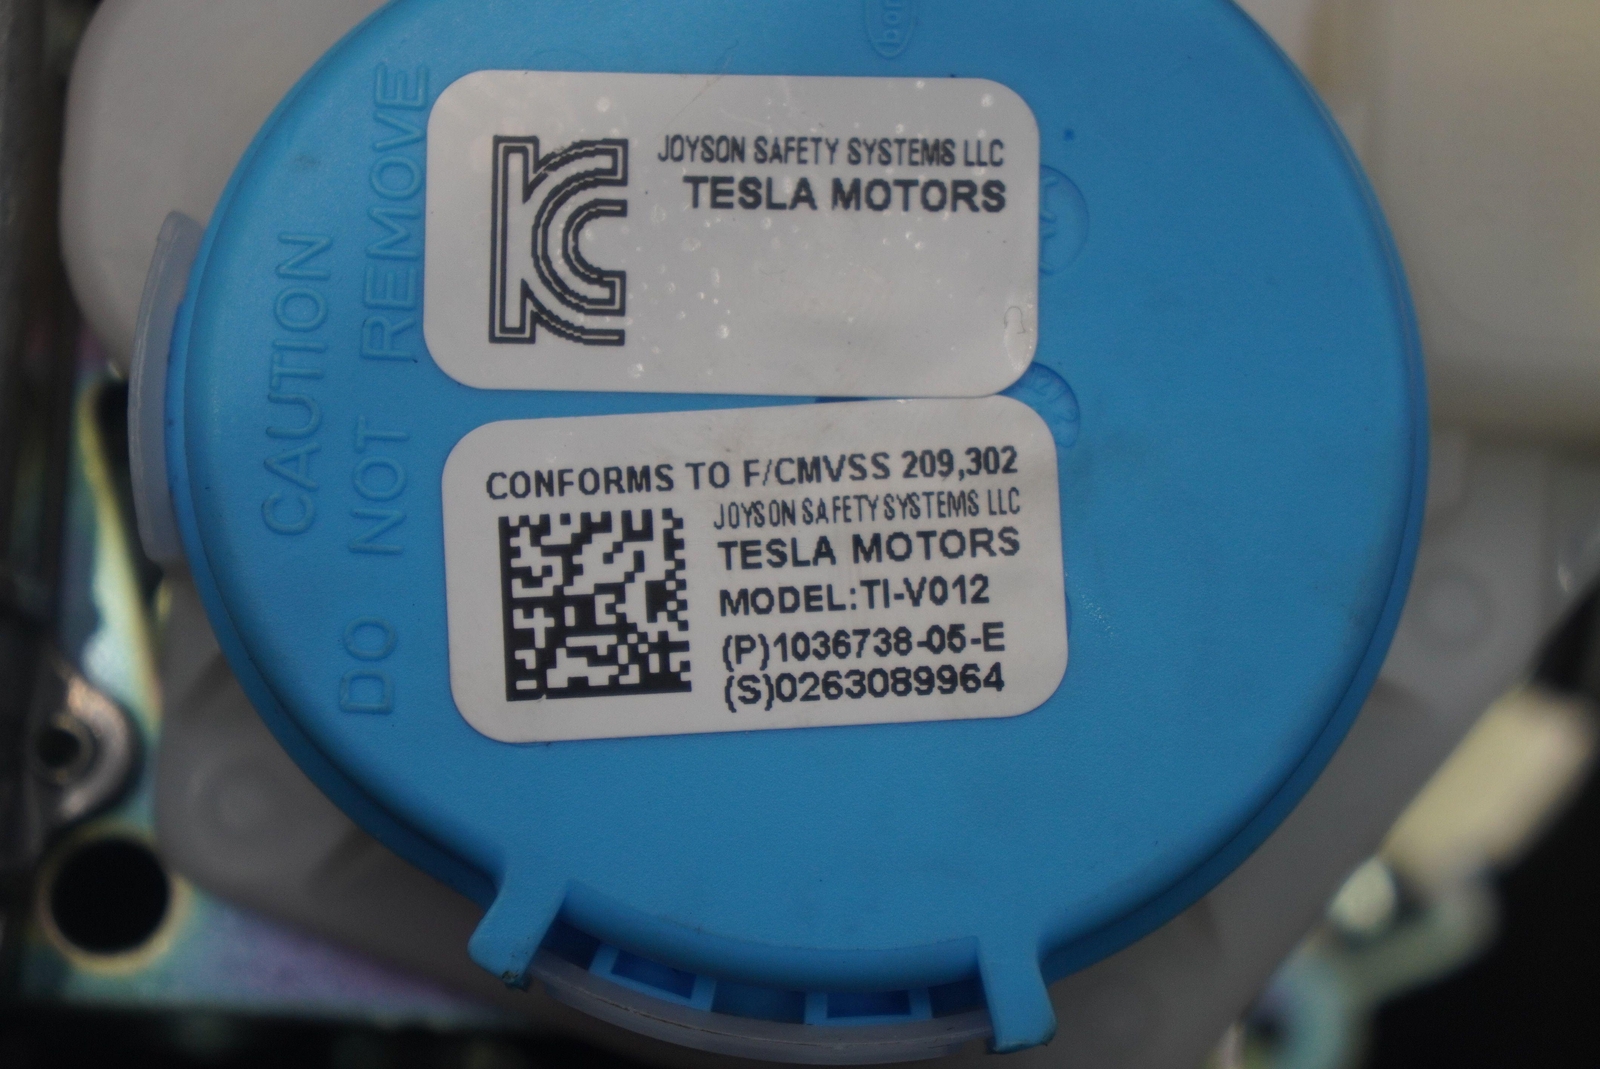 CAUTION
DO NOT REMOVE
KC
JOYSON SAFETY SYSTEMS LLC
TESLA MOTORS
CONFORMS TO F/CMVSS 209,302
JOYSON SAFETY SYSTEMS LLC
TESLA MOTORS
MODEL:TI-V012
(P)1036738-05-E
(S)0263089964